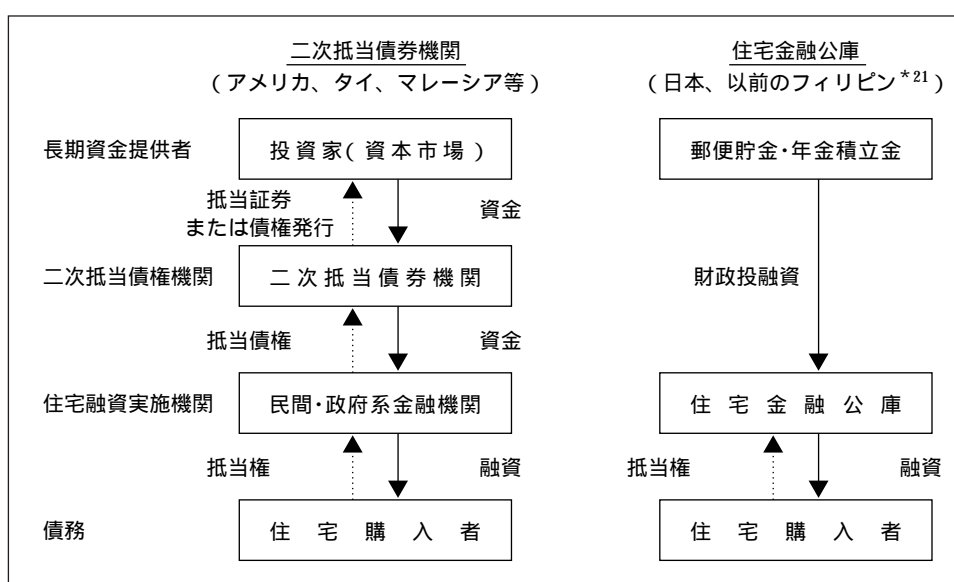 二次抵当債券機関
(アメリカ、タイ、マレーシア等)
住宅金融公庫
(日本、以前のフィリピン*21)
長期資金提供者
投資家(資本市場)
郵便貯金・年金積立金
抵当証券
または債権発行
資金
二次抵当債権機関
二次抵当債券機関
財政投融資
抵当債権
資金
住宅融資実施機関
民間・政府系金融機関
住宅金融公庫
抵当権
融資
抵当権
融資
債務
住宅購入者
住宅購入者